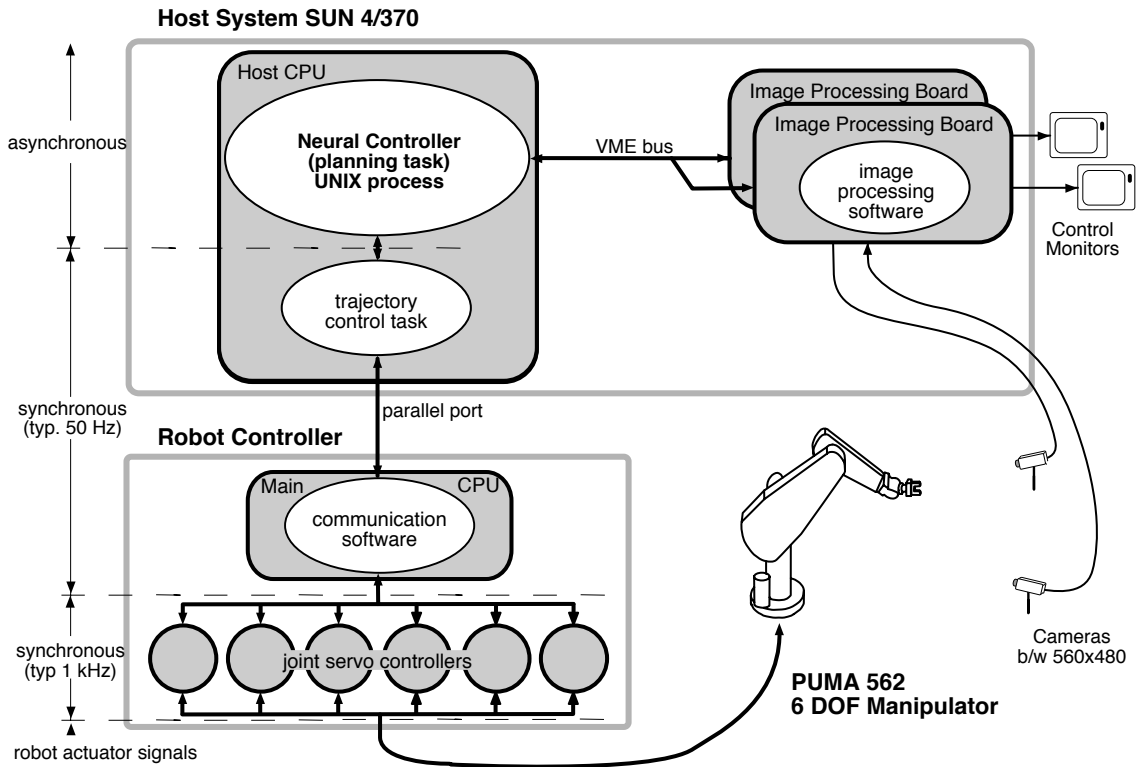 Host System SUN 4/370
Host CPU
Neural Controller
(planning task)
UNIX process
asynchronous
VME bus
Image Processing Board
Image Processing Board
image
processing
software
Control
Monitors
trajectory
control task
synchronous
(typ. 50 Hz)
parallel port
Robot Controller
Main CPU
communication
software
synchronous
(typ 1 kHz)
joint servo controllers
robot actuator signals
PUMA 562
6 DOF Manipulator
Cameras
b/w 560x480